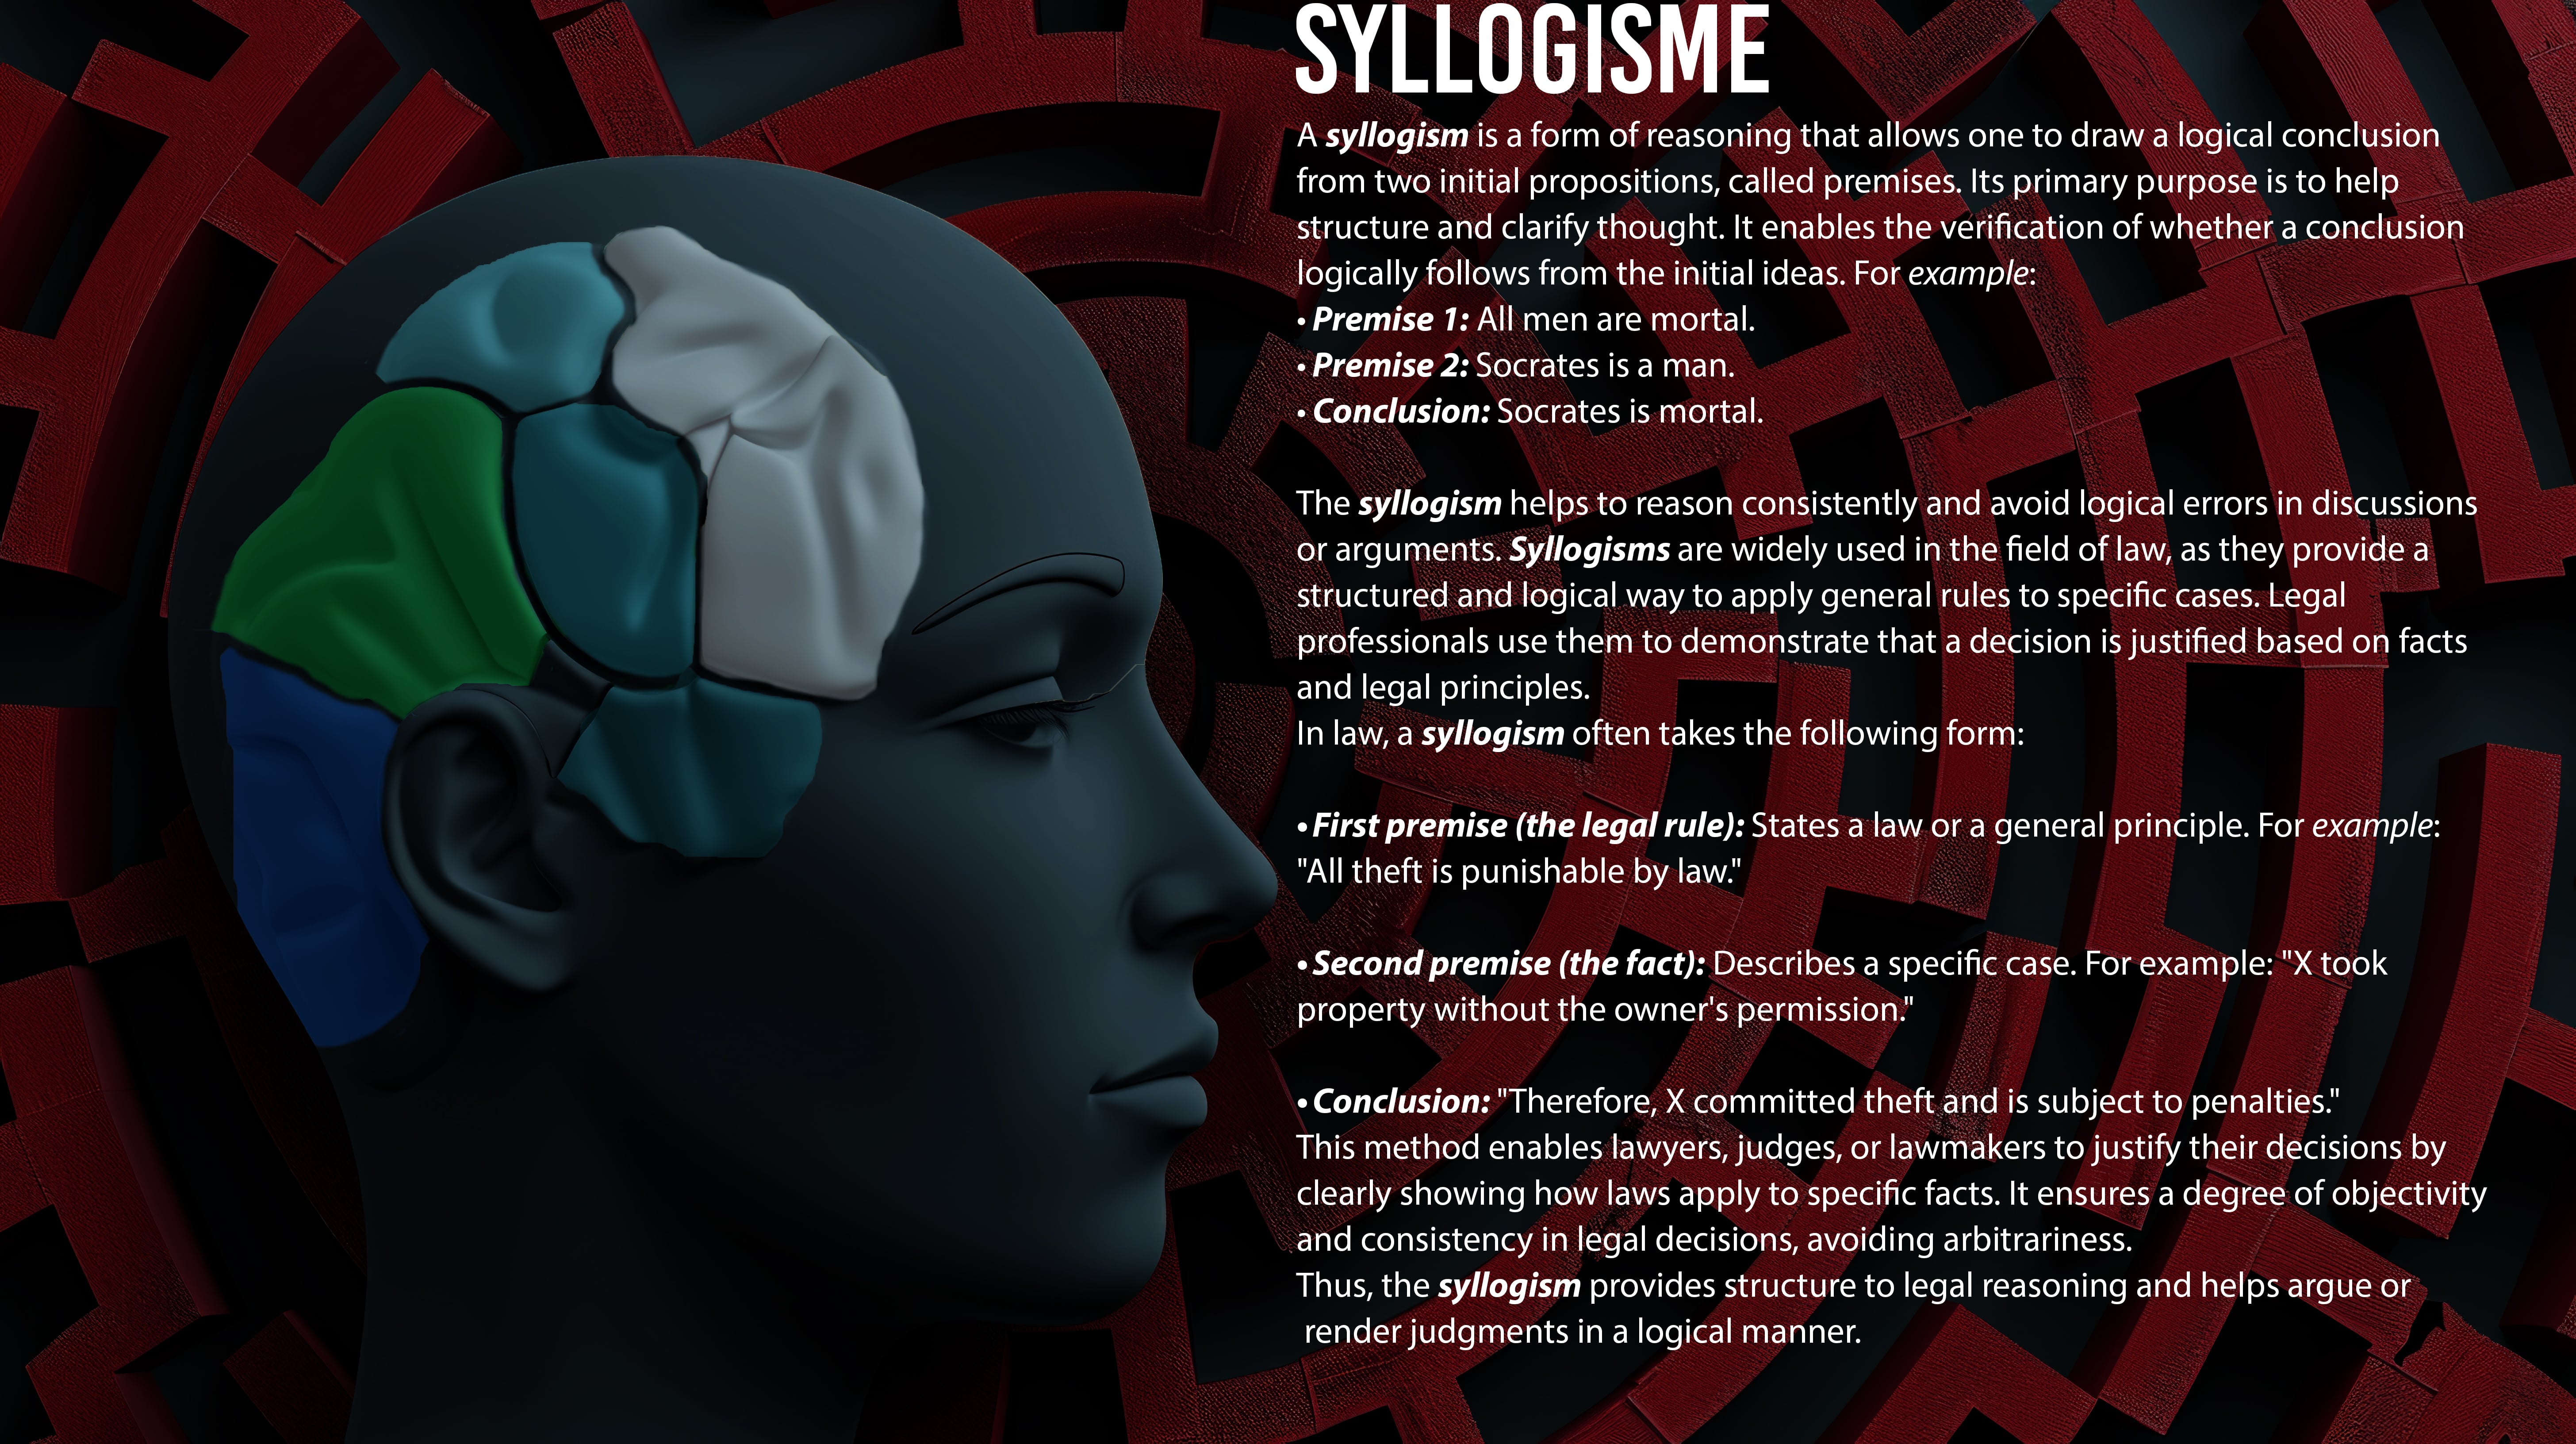 SYLLOGISME
A syllogism is a form of reasoning that allows one to draw a logical conclusion
from two initial propositions, called premises. Its primary purpose is to help
structure and clarify thought. It enables the verification of whether a conclusion
logically follows from the initial ideas. For example:
• Premise 1: All men are mortal.
• Premise 2: Socrates is a man.
• Conclusion: Socrates is mortal.
The syllogism helps to reason consistently and avoid logical errors in discussions
or arguments. Syllogisms are widely used in the field of law, as they provide a
structured and logical way to apply general rules to specific cases. Legal
professionals use them to demonstrate that a decision is justified based on facts
and legal principles.
In law, a syllogism often takes the following form:
• First premise (the legal rule): States a law or a general principle. For example:
"All theft is punishable by law."
• Second premise (the fact): Describes a specific case. For example: "X took
property without the owner's permission."
• Conclusion: "Therefore, X committed theft and is subject to penalties."
This method enables lawyers, judges, or lawmakers to justify their decisions by
clearly showing how laws apply to specific facts. It ensures a degree of objectivity
and consistency in legal decisions, avoiding arbitrariness.
Thus, the syllogism provides structure to legal reasoning and helps argue or
render judgments in a logical manner.